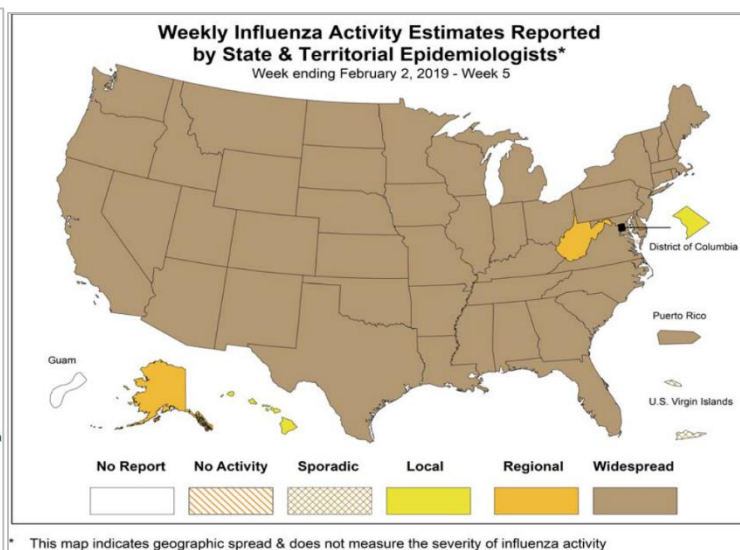 Weekly Influenza Activity Estimates Reported
by State & Territorial Epidemiologists*
Week ending February 2, 2019 - Week 5
District of Columbia
Puerto Rico
Guam
U.S. Virgin Islands
No Report No Activity Sporadic Local Regional Widespread
* This map indicates geographic spread & does not measure the severity of influenza activity